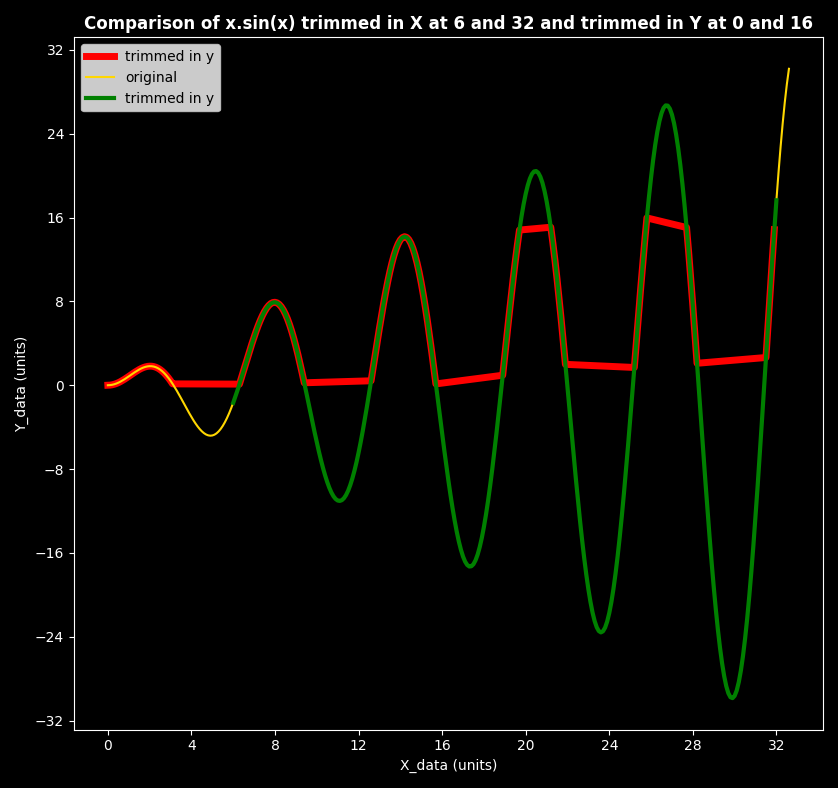 Comparison of x.sin(x) trimmed in X at 6 and 32 and trimmed in Y at 0 and 16
trimmed in y
original
trimmed in y
32
24
16
8
0
−8
−16
−24
−32
Y_data (units)
0 4 8 12 16 20 24 28 32
X_data (units)